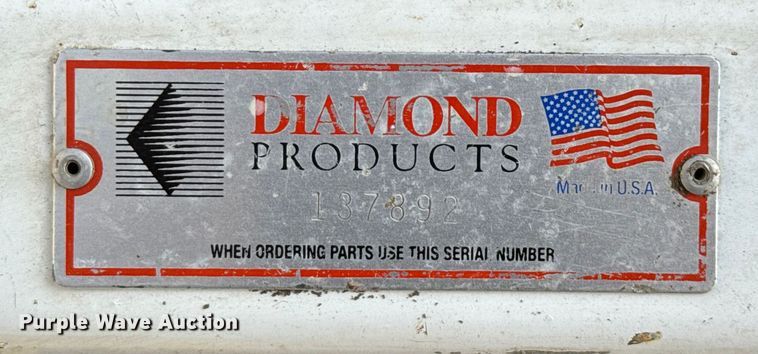 DIAMOND
PRODUCTS
Made in U.S.A.
137892
WHEN ORDERING PARTS USE THIS SERIAL NUMBER
Purple Wave Auction